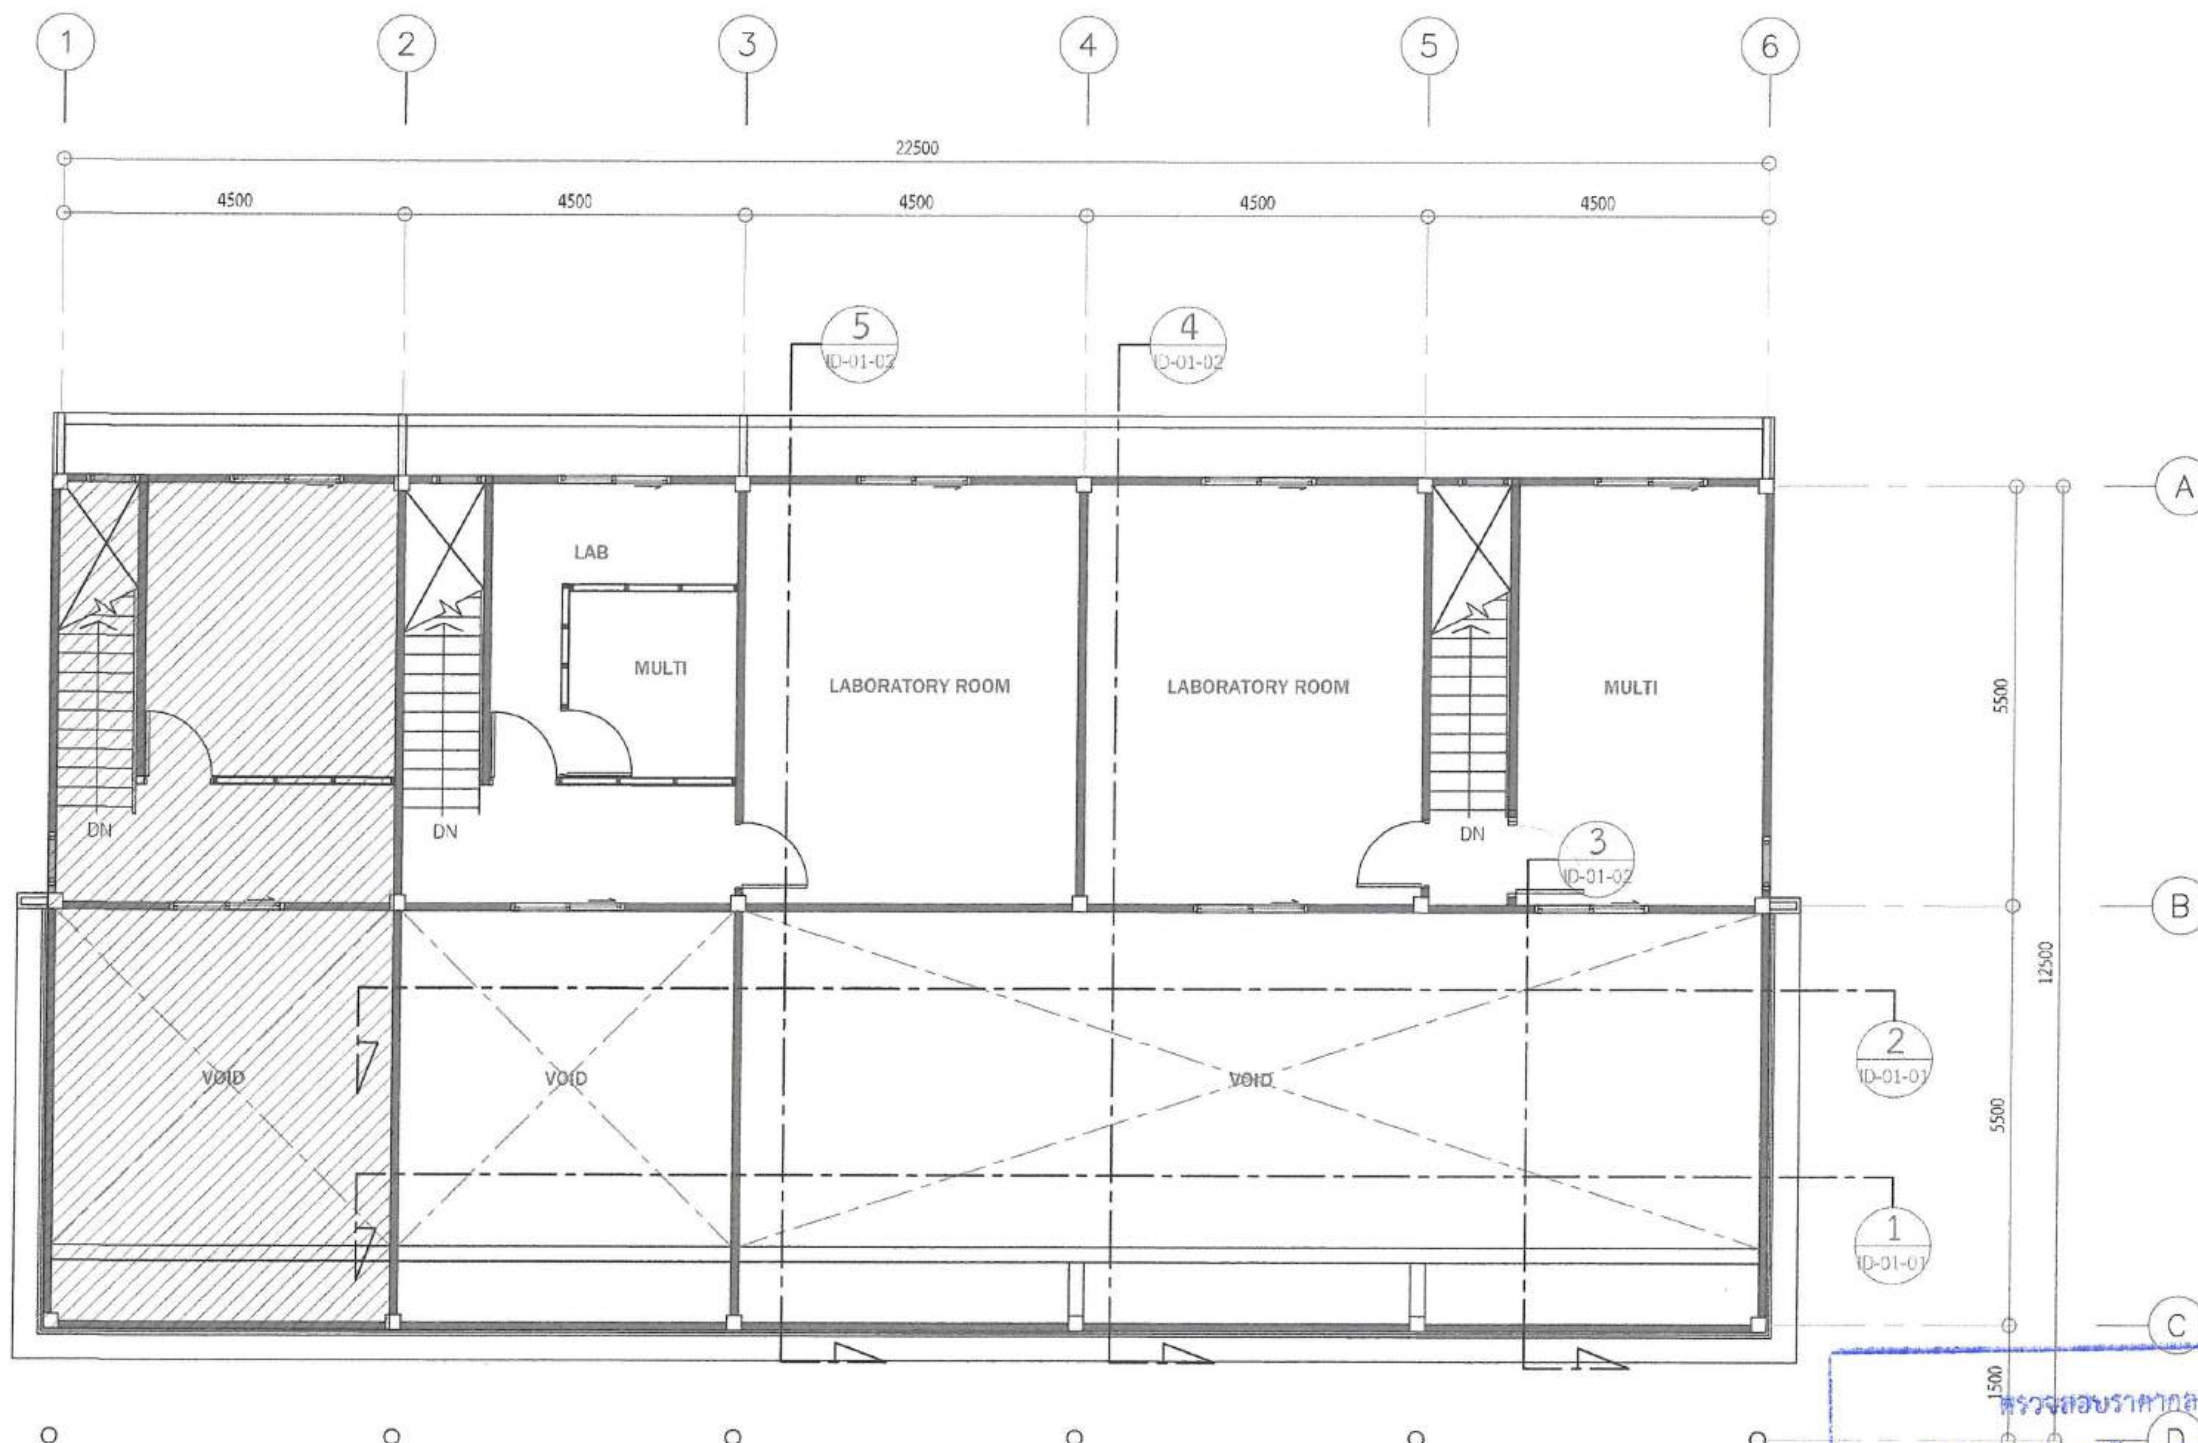 1 2 3 4 5 6
22500
4500 4500 4500 4500 4500
5 4
ID-01-02 ID-01-02
A
LAB
MULTI
LABORATORY ROOM LABORATORY ROOM MULTI
5500
DN DN DN
3
ID-01-02
B
12500
2
ID-01-01
VOID VOID VOID
5500
1
ID-01-01
C
1500
D